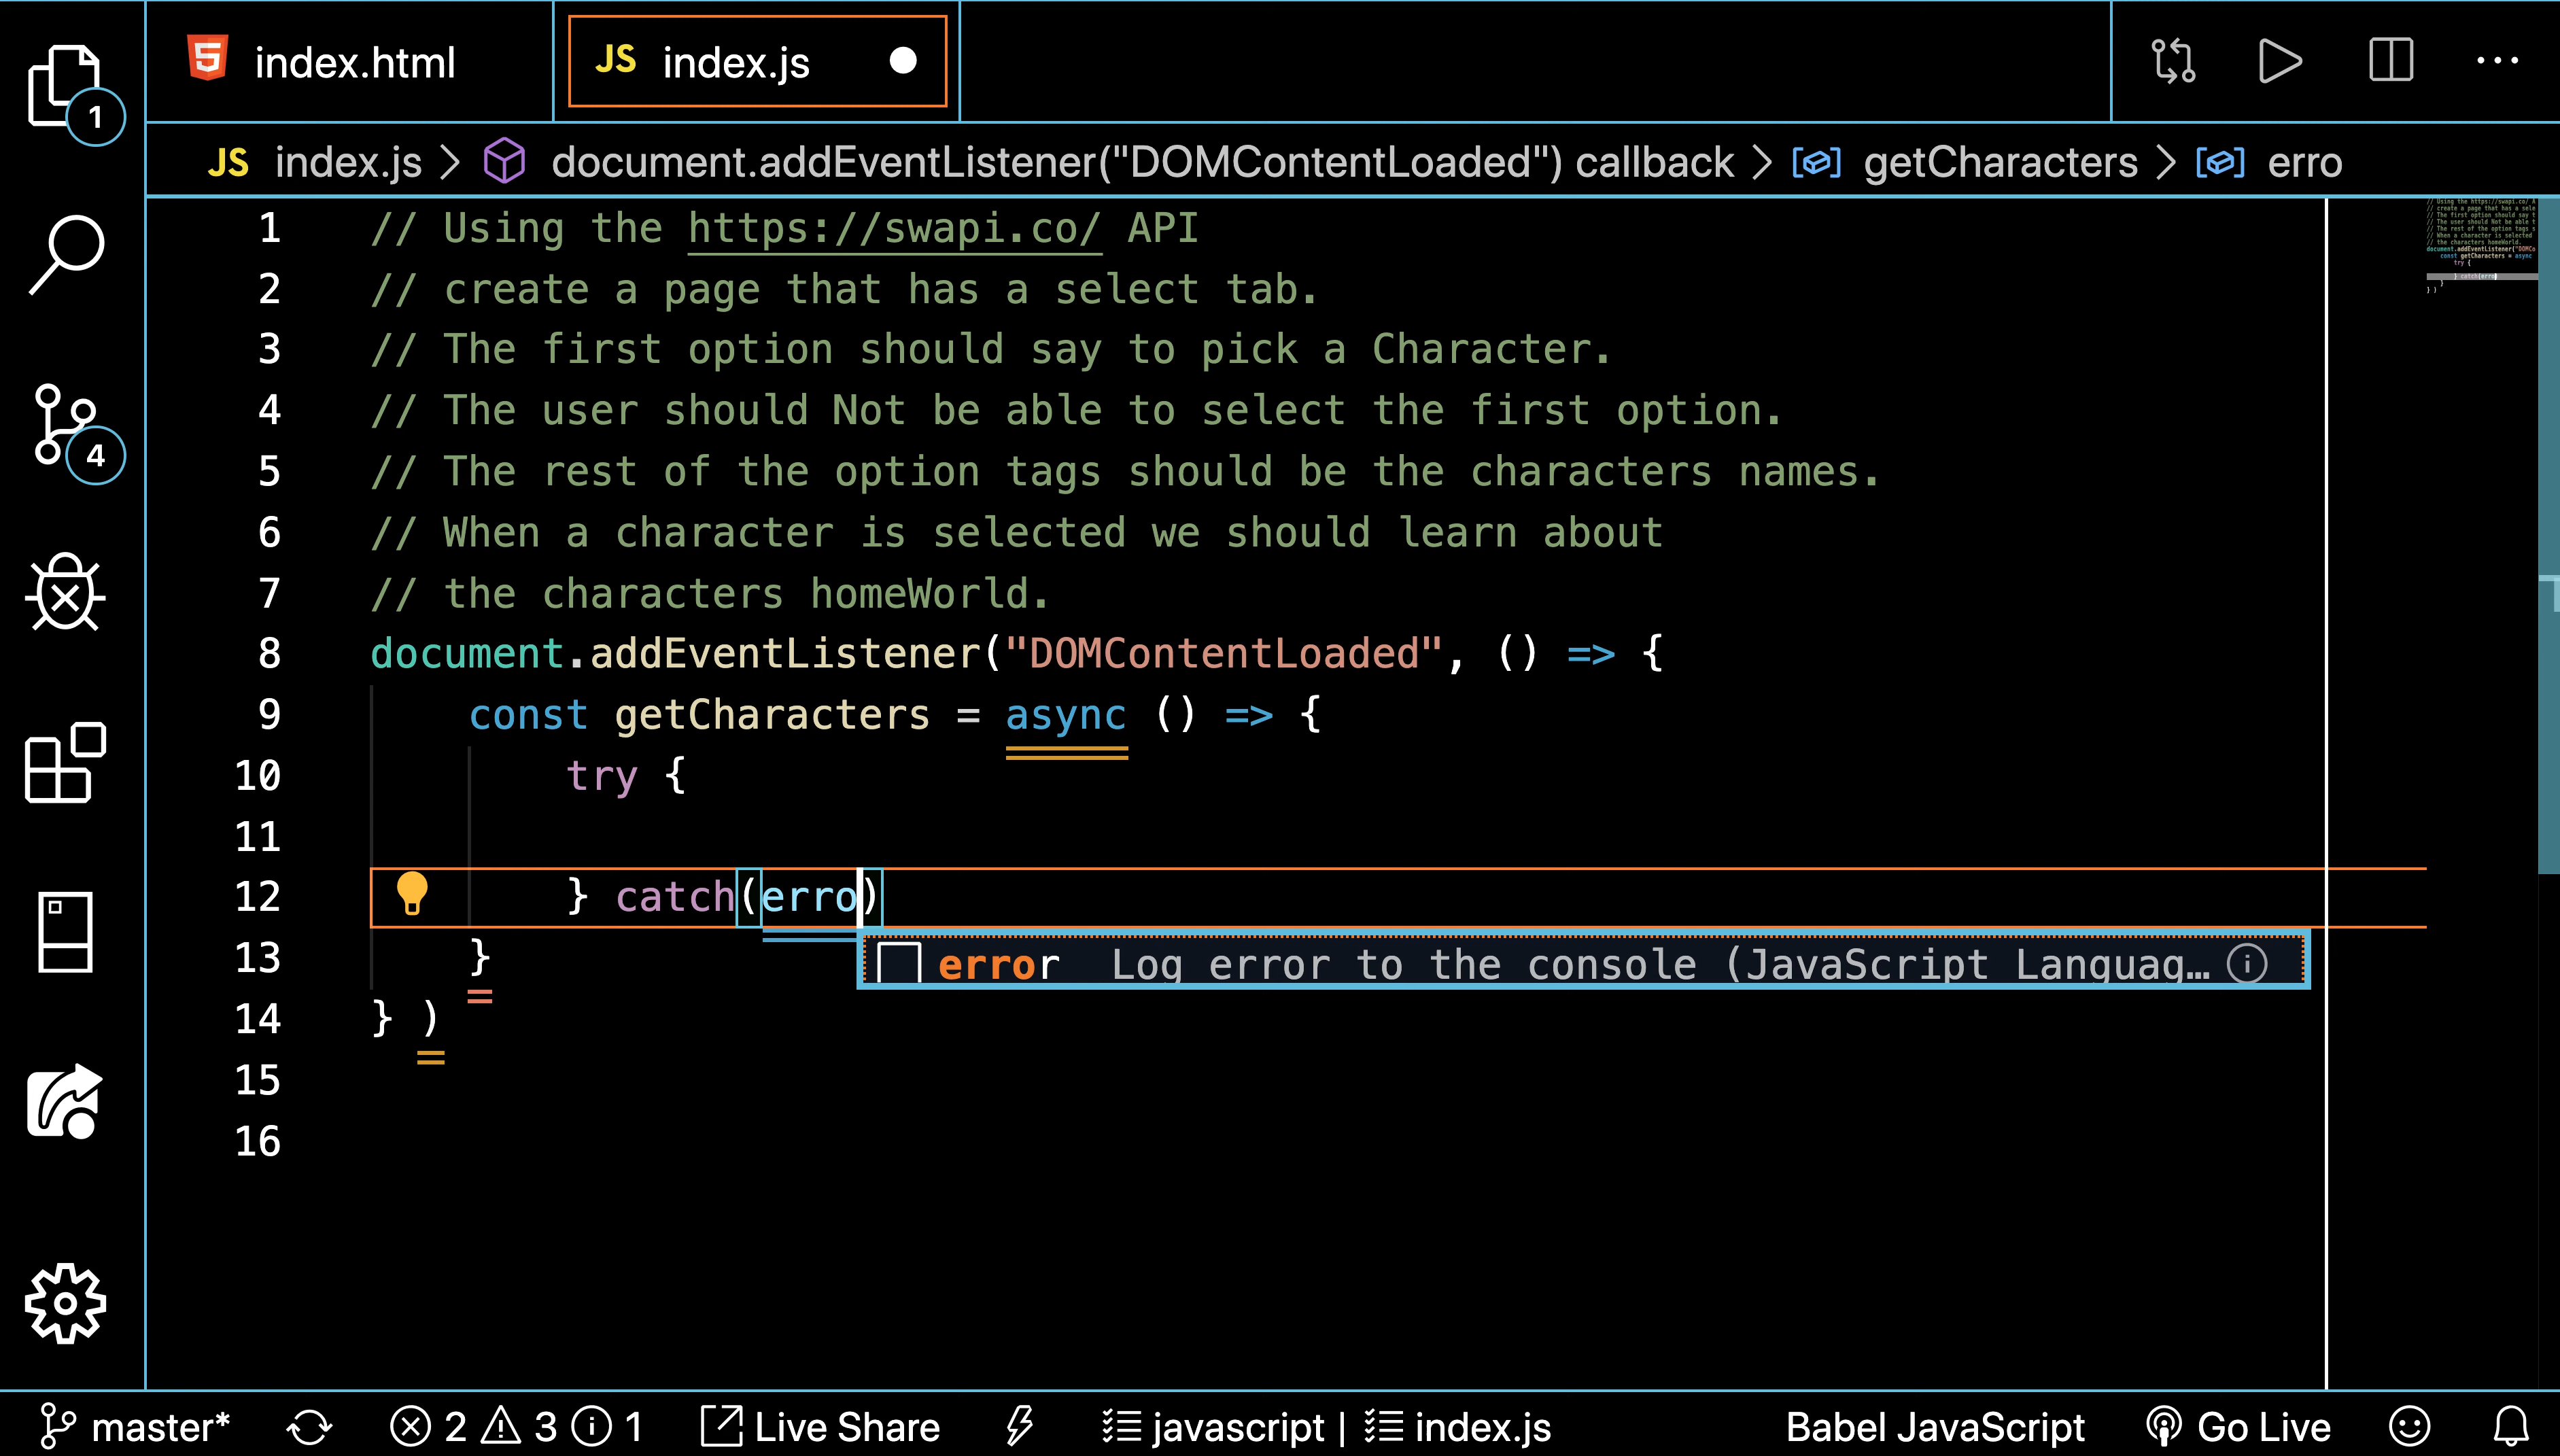 index.html
JS index.js
1
JS index.js > document.addEventListener("DOMContentLoaded") callback > getCharacters > erro
1 // Using the https://swapi.co/ API
2 // create a page that has a select tab.
3 // The first option should say to pick a Character.
4 // The user should Not be able to select the first option.
4
5 // The rest of the option tags should be the characters names.
6 // When a character is selected we should learn about
7 // the characters homeWorld.
8 document.addEventListener("DOMContentLoaded", () => {
9 const getCharacters = async () => {
10 try {
11
12 } catch(erro)
13 }
error Log error to the console (JavaScript Languag…
14 } )
15
16
master* 2 3 1 Live Share javascript | index.js Babel JavaScript Go Live